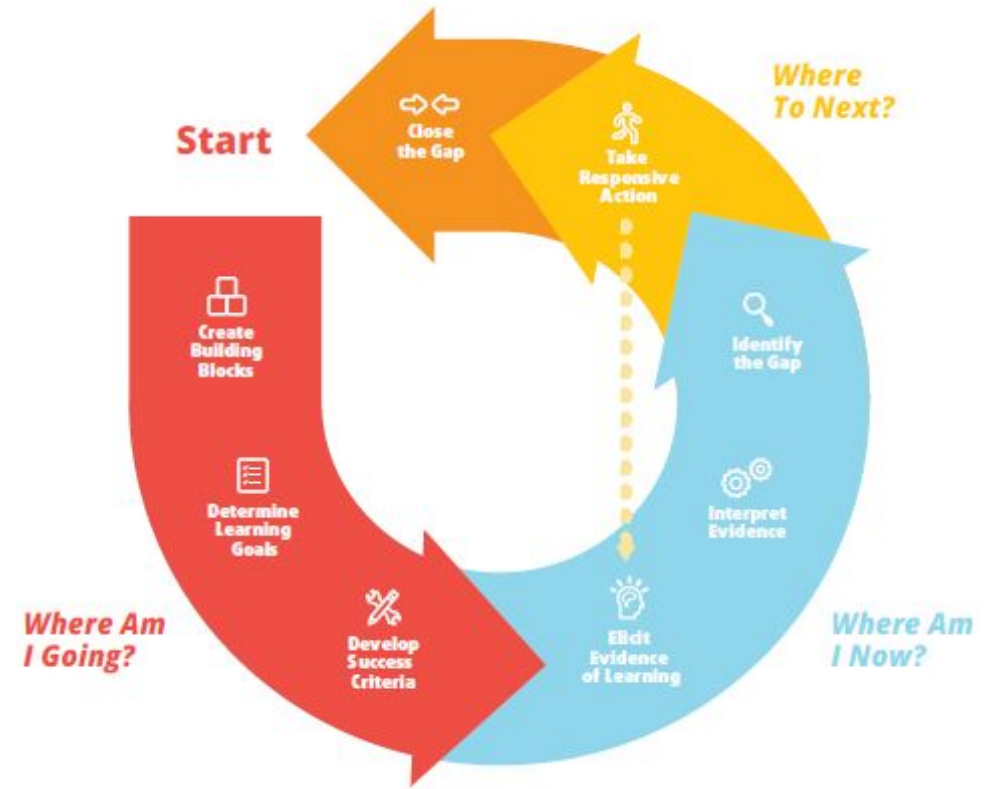 Start
Create
Building
Blocks
Determine
Learning
Goals
Develop
Success
Criteria
Where Am
I Going?
Elicit
Evidence
of Learning
Interpret
Evidence
Identify
the Gap
Where Am
I Now?
Take
Responsive
Action
Where
To Next?
Close
the Gap